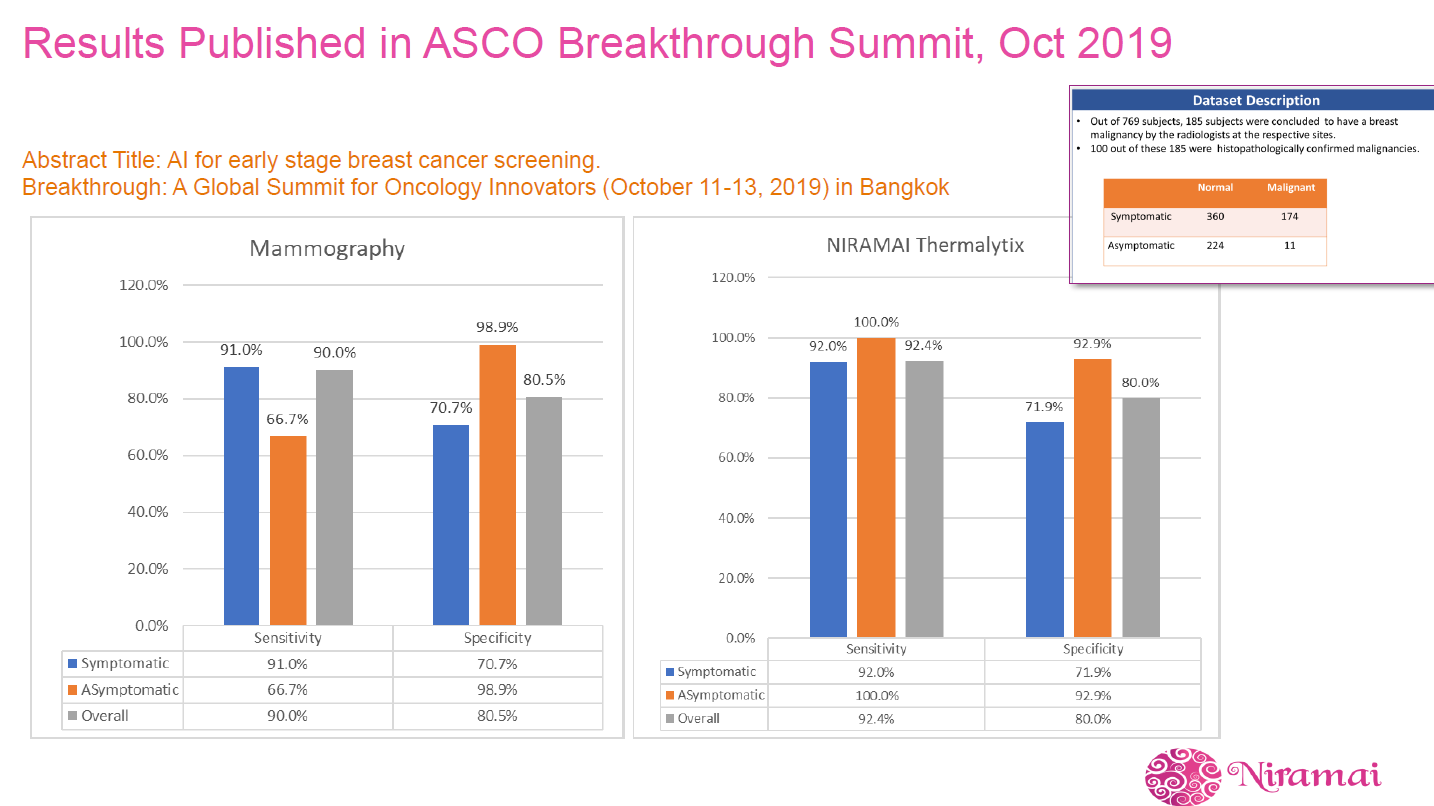 Results Published in ASCO Breakthrough Summit, Oct 2019
Dataset Description
• Out of 769 subjects, 185 subjects were concluded to have a breast
malignancy by the radiologists at the respective sites.
• 100 out of these 185 were histopathologically confirmed malignancies.
Normal Malignant
Symptomatic 360 174
Asymptomatic 224 11
Abstract Title: AI for early stage breast cancer screening.
Breakthrough: A Global Summit for Oncology Innovators (October 11-13, 2019) in Bangkok
Mammography
120.0%
100.0%
80.0%
60.0%
40.0%
20.0%
0.0%
91.0% 66.7% 90.0% 70.7% 98.9% 80.5%
Sensitivity Specificity
Symptomatic 91.0% 70.7%
ASymptomatic 66.7% 98.9%
Overall 90.0% 80.5%
NIRAMAI Thermalytix
120.0%
100.0%
80.0%
60.0%
40.0%
20.0%
0.0%
92.0% 100.0% 92.4% 71.9% 92.9% 80.0%
Sensitivity Specificity
Symptomatic 92.0% 71.9%
ASymptomatic 100.0% 92.9%
Overall 92.4% 80.0%
Niramai